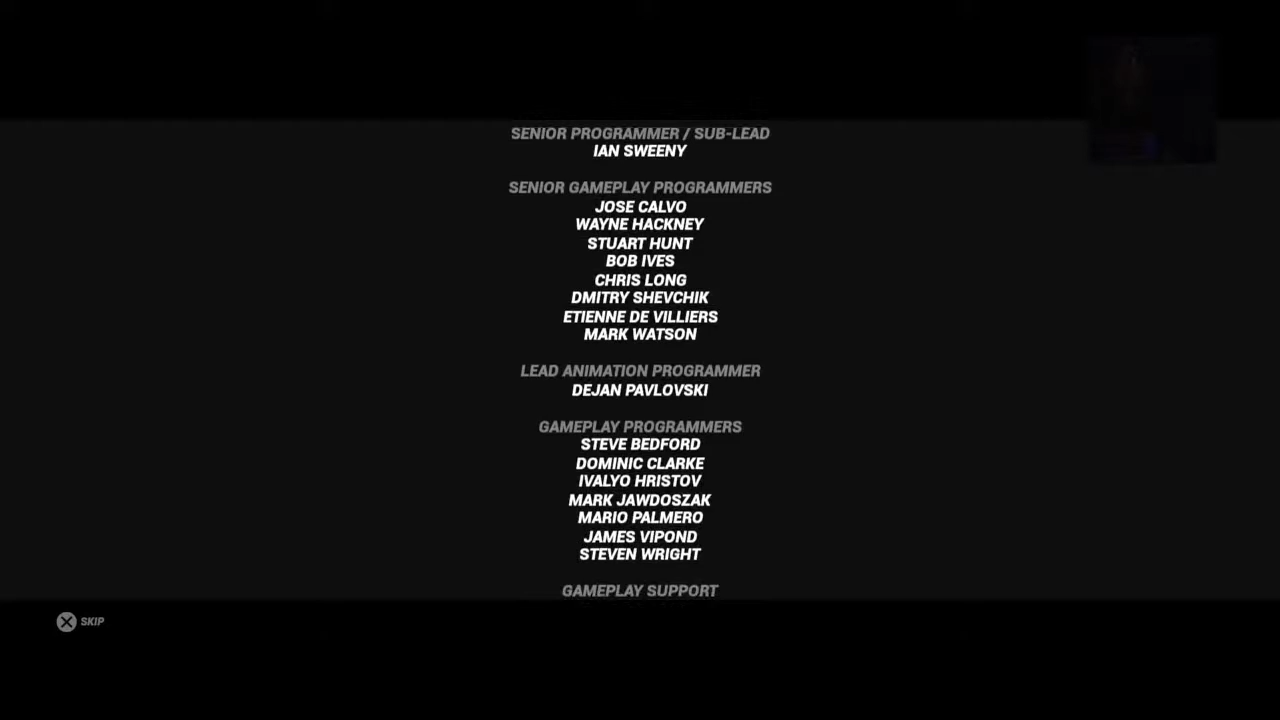 SENIOR PROGRAMMER / SUB-LEAD
IAN SWEENY
SENIOR GAMEPLAY PROGRAMMERS
JOSE CALVO
WAYNE HACKNEY
STUART HUNT
BOB IVES
CHRIS LONG
DMITRY SHEVCHIK
ETIENNE DE VILLIERS
MARK WATSON
LEAD ANIMATION PROGRAMMER
DEJAN PAVLOVSKI
GAMEPLAY PROGRAMMERS
STEVE BEDFORD
DOMINIC CLARKE
IVALYO HRISTOV
MARK JAWDOSZAK
MARIO PALMERO
JAMES VIPOND
STEVEN WRIGHT
GAMEPLAY SUPPORT
SKIP